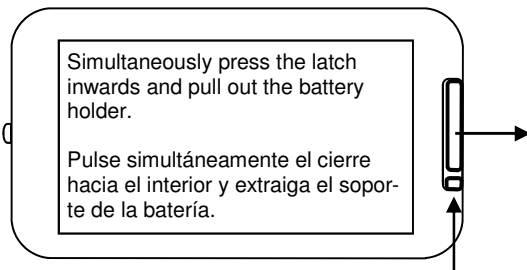 Simultaneously press the latch
inwards and pull out the battery
holder.
Pulse simultáneamente el cierre
hacia el interior y extraiga el sopor-
te de la batería.